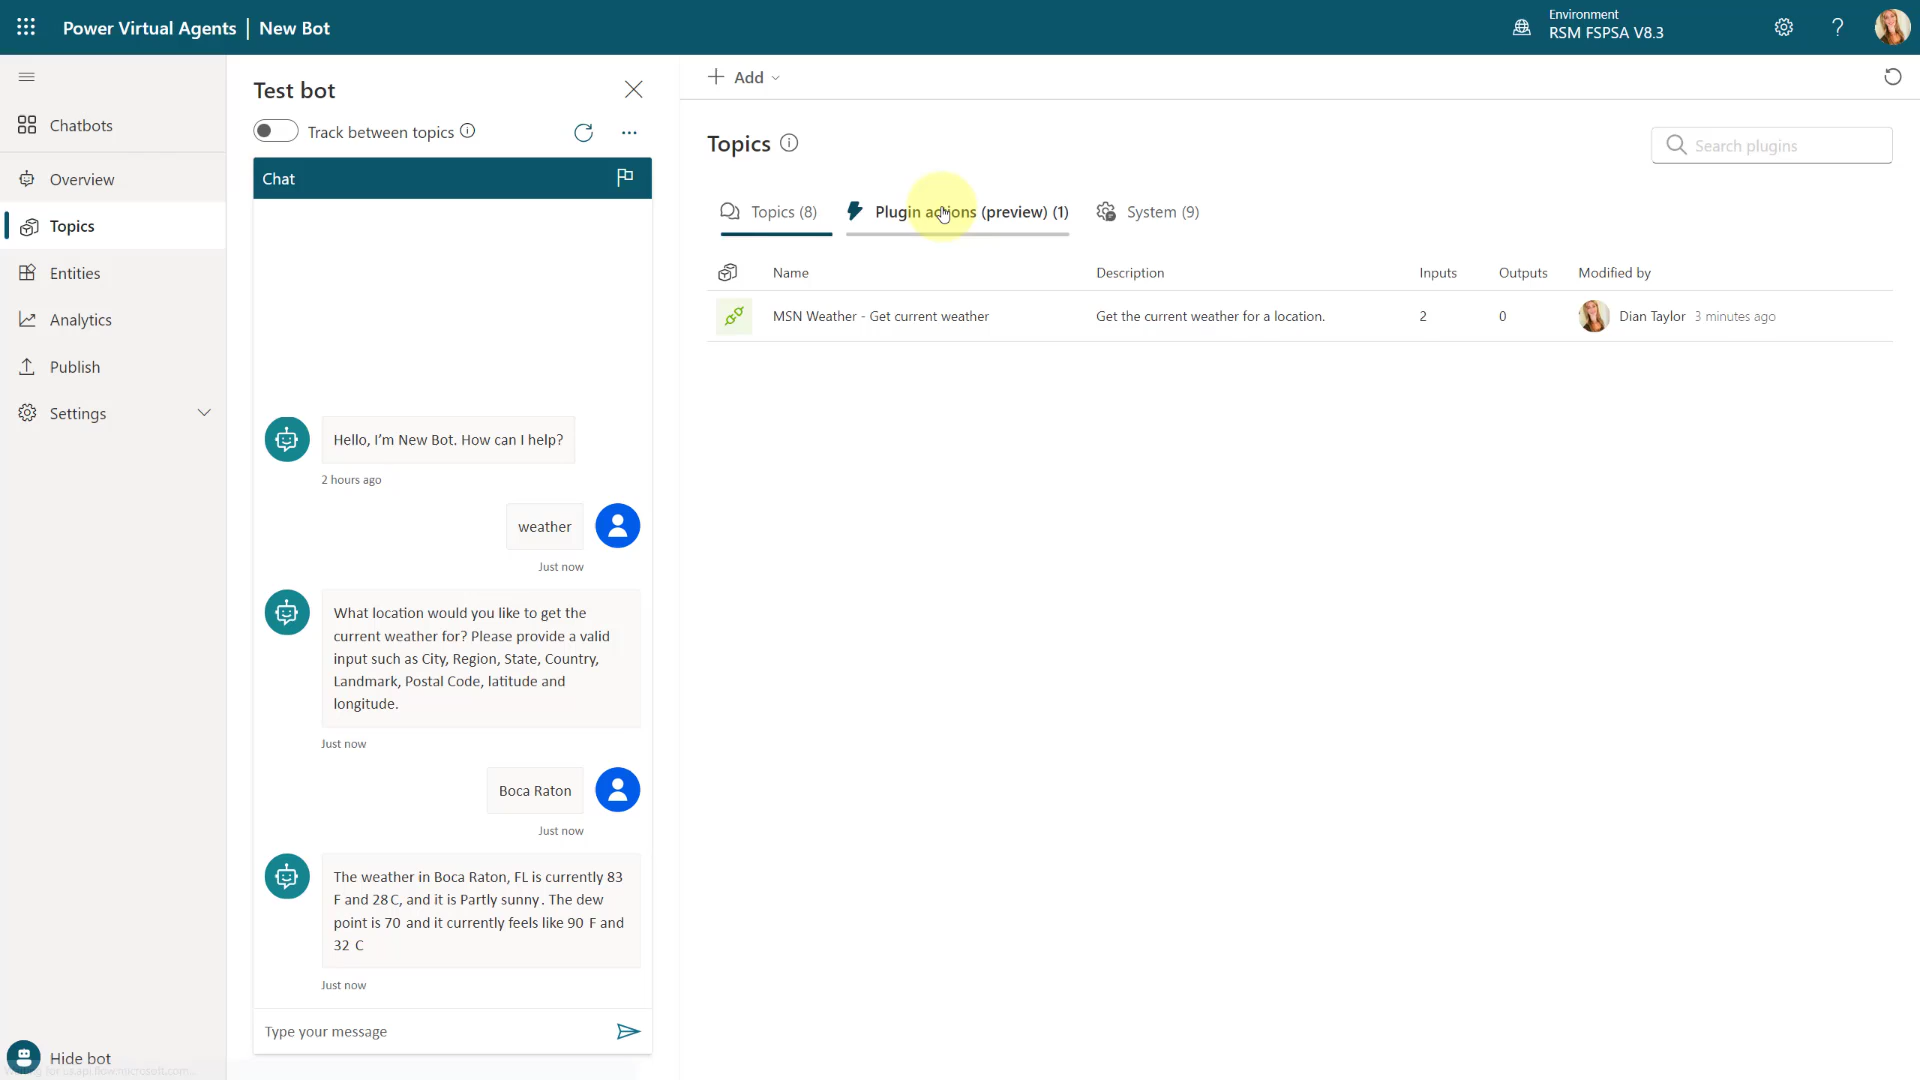 Power Virtual Agents | New Bot
Environment
RSM FSPSA V8.3
?
Chatbots
Overview
Topics
Entities
Analytics
Publish
Settings
Hide bot
Test bot
Track between topics
Chat
Hello, I'm New Bot. How can I help?
2 hours ago
weather
Just now
What location would you like to get the
current weather for? Please provide a valid
input such as City, Region, State, Country,
Landmark, Postal Code, latitude and
longitude.
Just now
Boca Raton
Just now
The weather in Boca Raton, FL is currently 83
F and 28 C, and it is Partly sunny. The dew
point is 70 and it currently feels like 90 F and
32 C
Just now
Type your message
Add
Topics
Search plugins
Topics (8) Plugin actions (preview) (1) System (9)
Name Description Inputs Outputs Modified by
MSN Weather - Get current weather Get the current weather for a location. 2 0 Dian Taylor 3 minutes ago